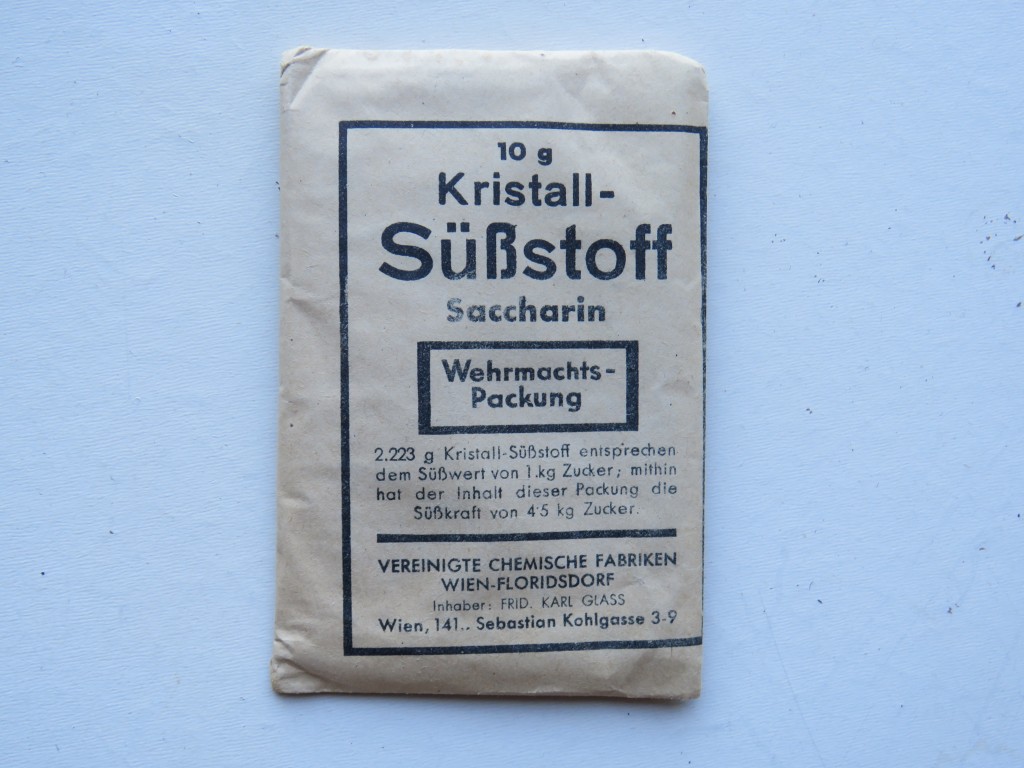 10 g
Kristall-
Süßstoff
Saccharin
Wehrmachts-
Packung
2.223 g Kristall-Süßstoff entsprechen
dem Süßwert von 1.kg Zucker; mithin
hat der Inhalt dieser Packung die
Süßkraft von 4·5 kg Zucker.
VEREINIGTE CHEMISCHE FABRIKEN
WIEN-FLORIDSDORF
Inhaber: FRID. KARL GLASS
Wien, 141.. Sebastian Kohlgasse 3-9